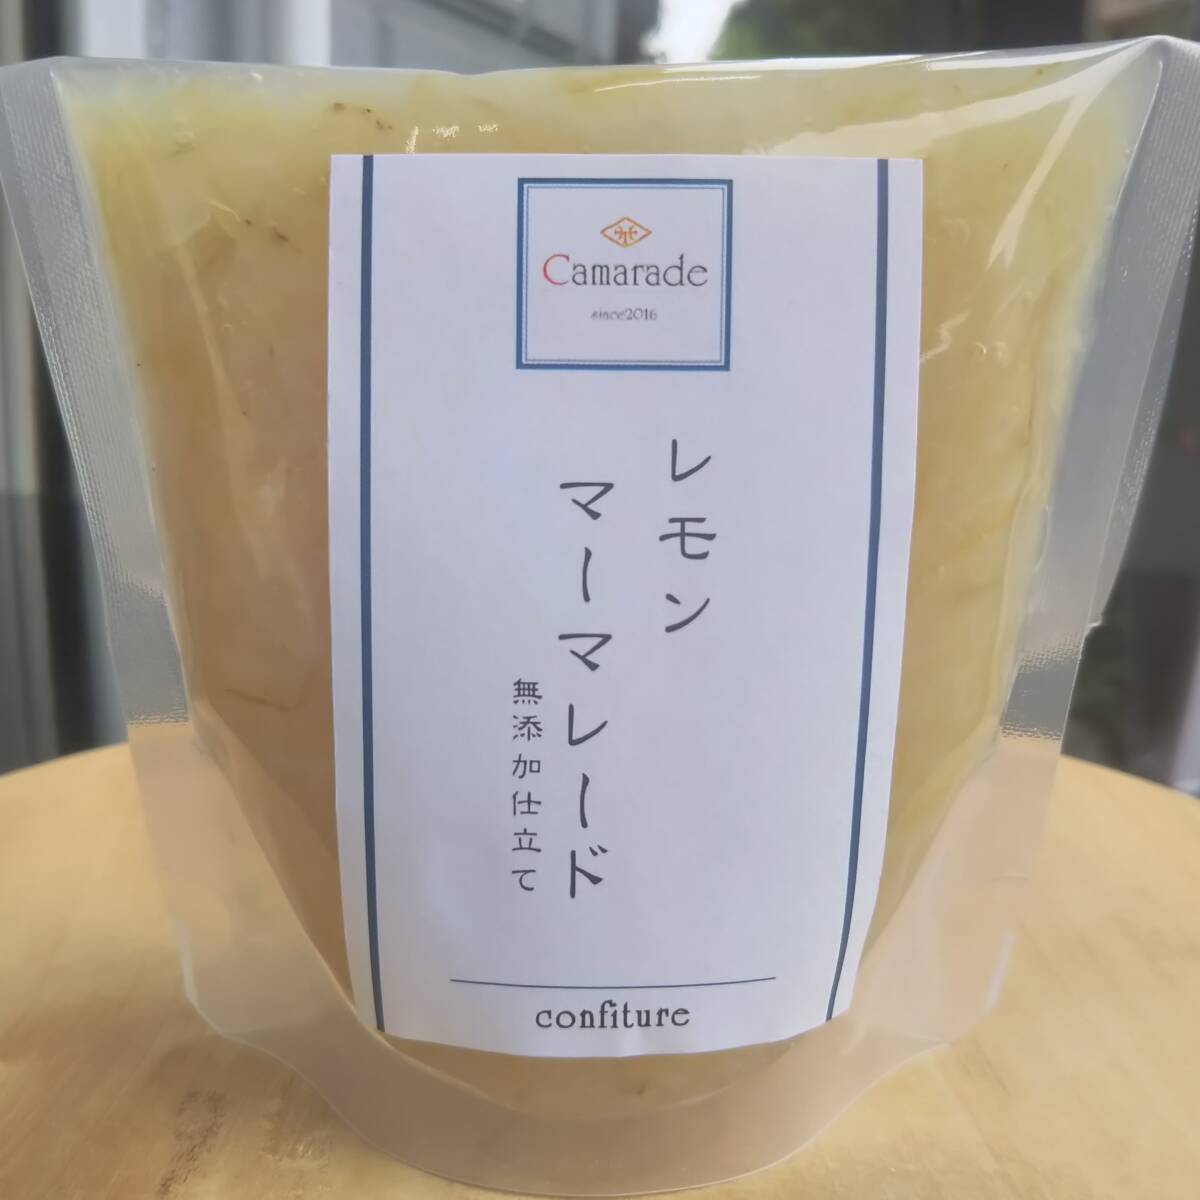 Camarade
since2016
レモン
マーマレード
無添加仕立て
confiture